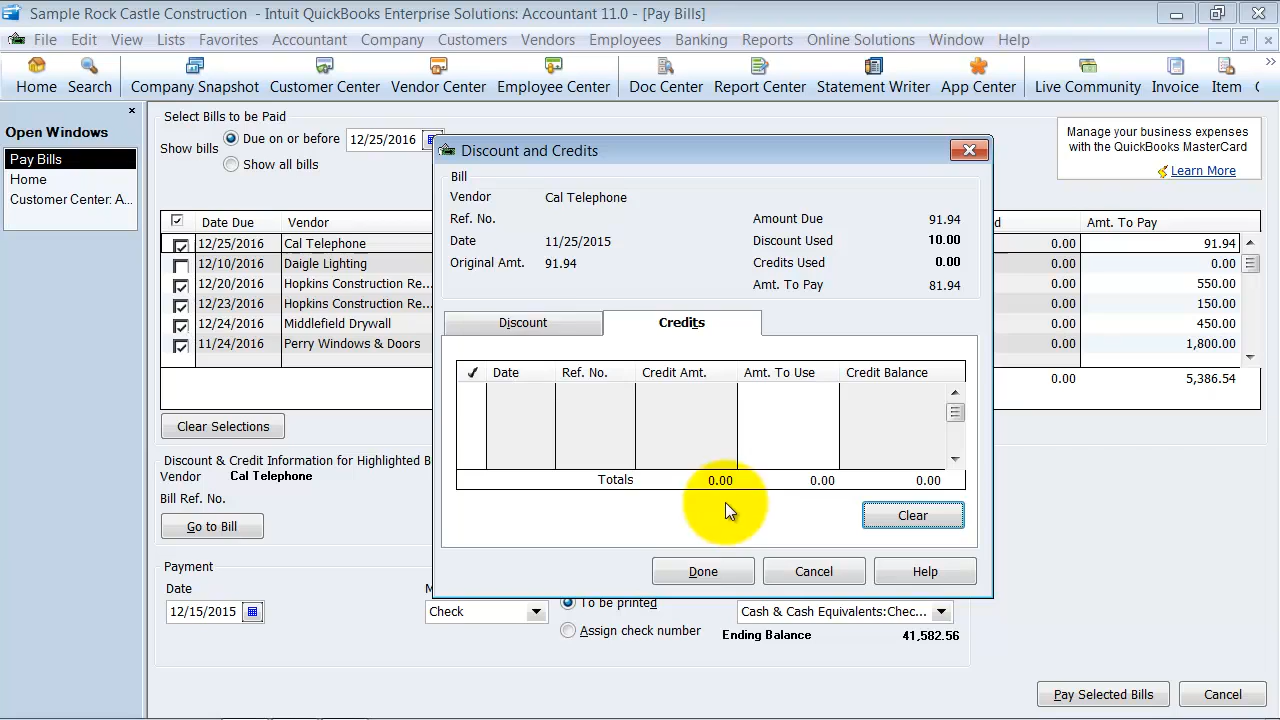 Sample Rock Castle Construction - Intuit QuickBooks Enterprise Solutions: Accountant 11.0 - [Pay Bills]
File Edit View Lists Favorites Accountant Company Customers Vendors Employees Banking Reports Online Solutions Window Help
Home Search Company Snapshot Customer Center Vendor Center Employee Center Doc Center Report Center Statement Writer App Center Live Community Invoice Item
Open Windows
Pay Bills
Home
Customer Center: A...
Select Bills to be Paid
Show bills Due on or before 12/25/2016
Show all bills
Manage your business expenses
with the QuickBooks MasterCard
Learn More
Date Due Vendor d Amt. To Pay
12/25/2016 Cal Telephone 0.00 91.94
12/10/2016 Daigle Lighting 0.00 0.00
12/20/2016 Hopkins Construction Re... 0.00 550.00
12/23/2016 Hopkins Construction Re... 0.00 150.00
12/24/2016 Middlefield Drywall 0.00 450.00
11/24/2016 Perry Windows & Doors 0.00 1,800.00
0.00 5,386.54
Clear Selections
Discount & Credit Information for Highlighted B
Vendor Cal Telephone
Bill Ref. No.
Go to Bill
Payment
Date M
12/15/2015 Check To be printed Cash & Cash Equivalents:Chec...
Assign check number Ending Balance 41,582.56
Pay Selected Bills Cancel
Discount and Credits
Bill
Vendor Cal Telephone
Ref. No. Amount Due 91.94
Date 11/25/2015 Discount Used 10.00
Original Amt. 91.94 Credits Used 0.00
Amt. To Pay 81.94
Discount Credits
Date Ref. No. Credit Amt. Amt. To Use Credit Balance
Totals 0.00 0.00 0.00
Clear
Done Cancel Help